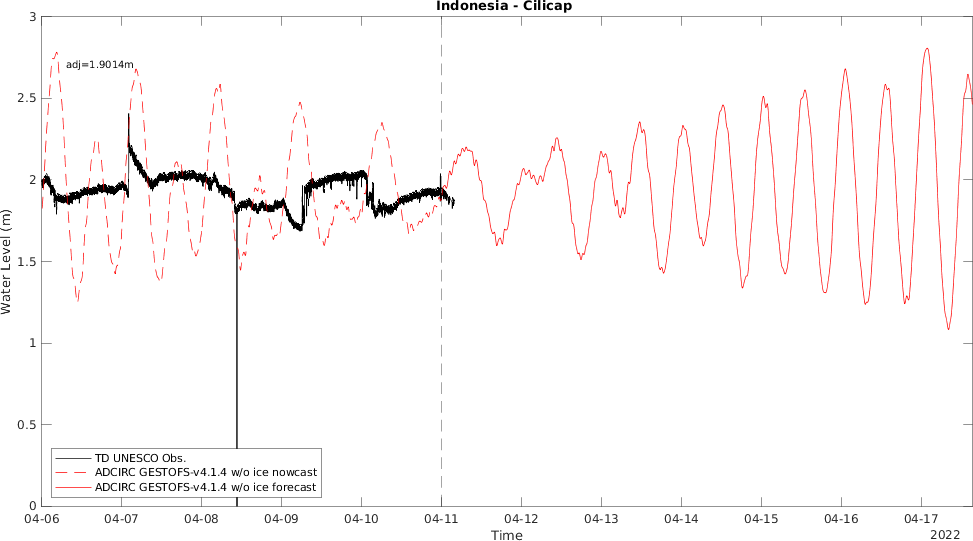 Indonesia - Cilicap
adj=1.9014m
3
2.5
2
1.5
1
0.5
0
Water Level (m)
TD UNESCO Obs.
ADCIRC GESTOFS-v4.1.4 w/o ice nowcast
ADCIRC GESTOFS-v4.1.4 w/o ice forecast
04-06 04-07 04-08 04-09 04-10 04-11 04-12 04-13 04-14 04-15 04-16 04-17
Time
2022